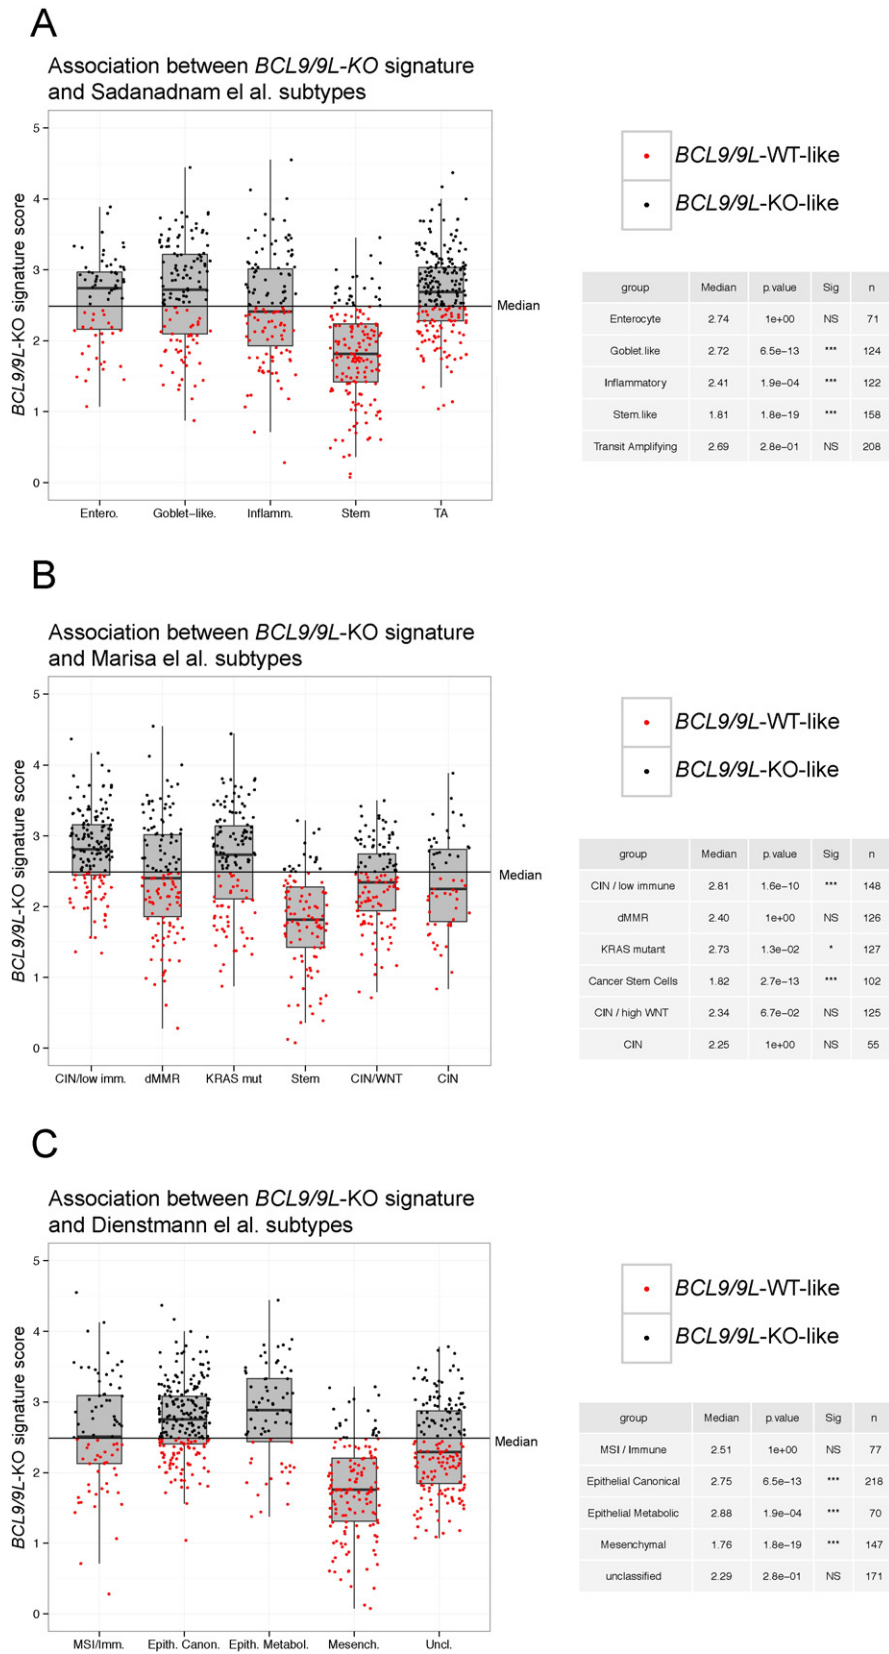 A
Association between BCL9/9L-KO signature
and Sadanadnam el al. subtypes
BCL9/9L-KO signature score
5
4
3
2
1
0
Median
Entero.
Goblet-like.
Inflamm.
Stem
TA
BCL9/9L-WT-like
BCL9/9L-KO-like
group Median p.value Sig n
Enterocyte 2.74 1e+00 NS 71
Goblet.like 2.72 6.5e-13 *** 124
Inflammatory 2.41 1.9e-04 *** 122
Stem.like 1.81 1.8e-19 *** 158
Transit Amplifying 2.69 2.8e-01 NS 208
B
Association between BCL9/9L-KO signature
and Marisa el al. subtypes
BCL9/9L-KO signature score
5
4
3
2
1
0
Median
CIN/low imm.
dMMR
KRAS mut
Stem
CIN/WNT
CIN
BCL9/9L-WT-like
BCL9/9L-KO-like
group Median p.value Sig n
CIN / low immune 2.81 1.6e-10 *** 148
dMMR 2.40 1e+00 NS 126
KRAS mutant 2.73 1.3e-02 * 127
Cancer Stem Cells 1.82 2.7e-13 *** 102
CIN / high WNT 2.34 6.7e-02 NS 125
CIN 2.25 1e+00 NS 55
C
Association between BCL9/9L-KO signature
and Dienstmann el al. subtypes
BCL9/9L-KO signature score
5
4
3
2
1
0
Median
MSI/Imm.
Epith. Canon.
Epith. Metabol.
Mesench.
Uncl.
BCL9/9L-WT-like
BCL9/9L-KO-like
group Median p.value Sig n
MSI / Immune 2.51 1e+00 NS 77
Epithelial Canonical 2.75 6.5e-13 *** 218
Epithelial Metabolic 2.88 1.9e-04 *** 70
Mesenchymal 1.76 1.8e-19 *** 147
unclassified 2.29 2.8e-01 NS 171